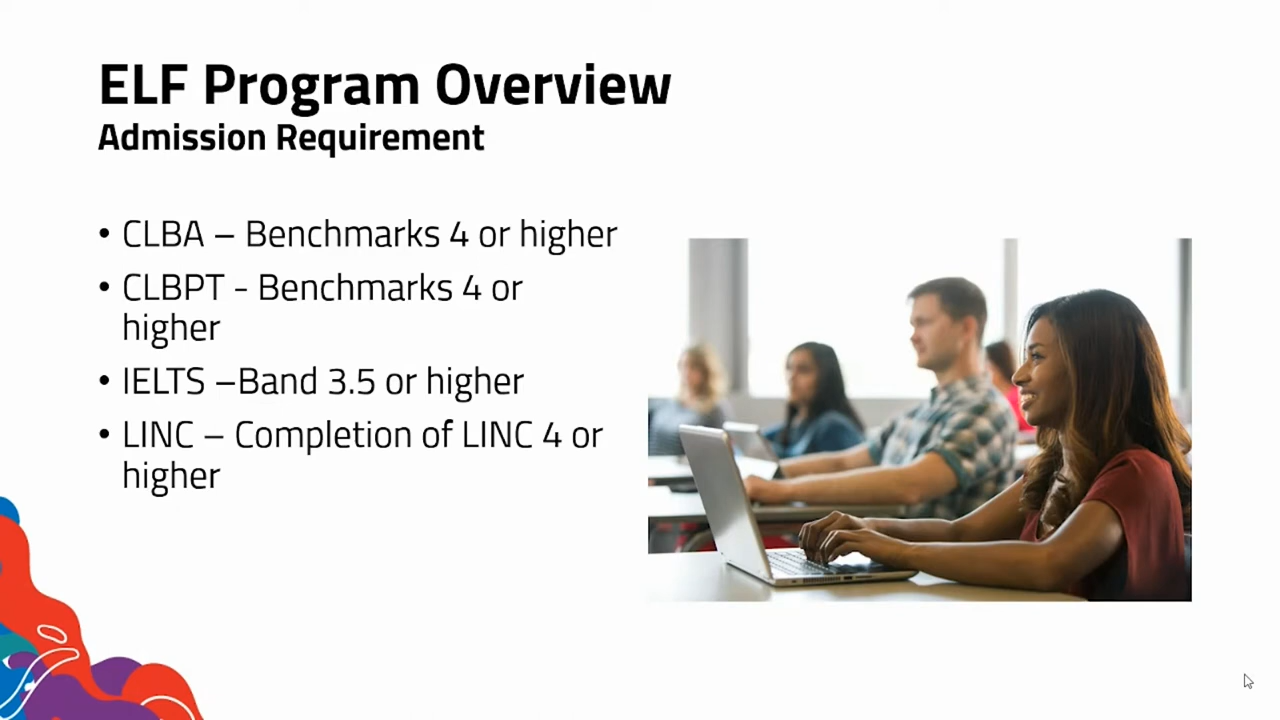 ELF Program Overview
Admission Requirement
• CLBA – Benchmarks 4 or higher
• CLBPT - Benchmarks 4 or
higher
• IELTS –Band 3.5 or higher
• LINC – Completion of LINC 4 or
higher